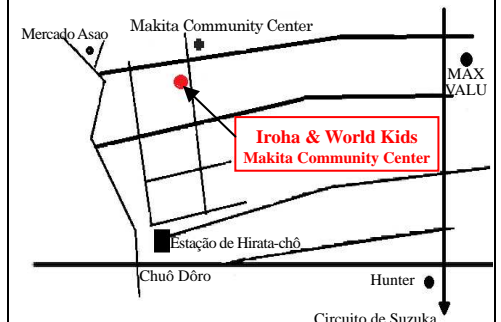 Makita Community Center
Mercado Asao
MAX
VALU
Iroha & World Kids
Makita Community Center
Estação de Hirata-chô
Chuô Dôro
Hunter
Circuito de Suzuka